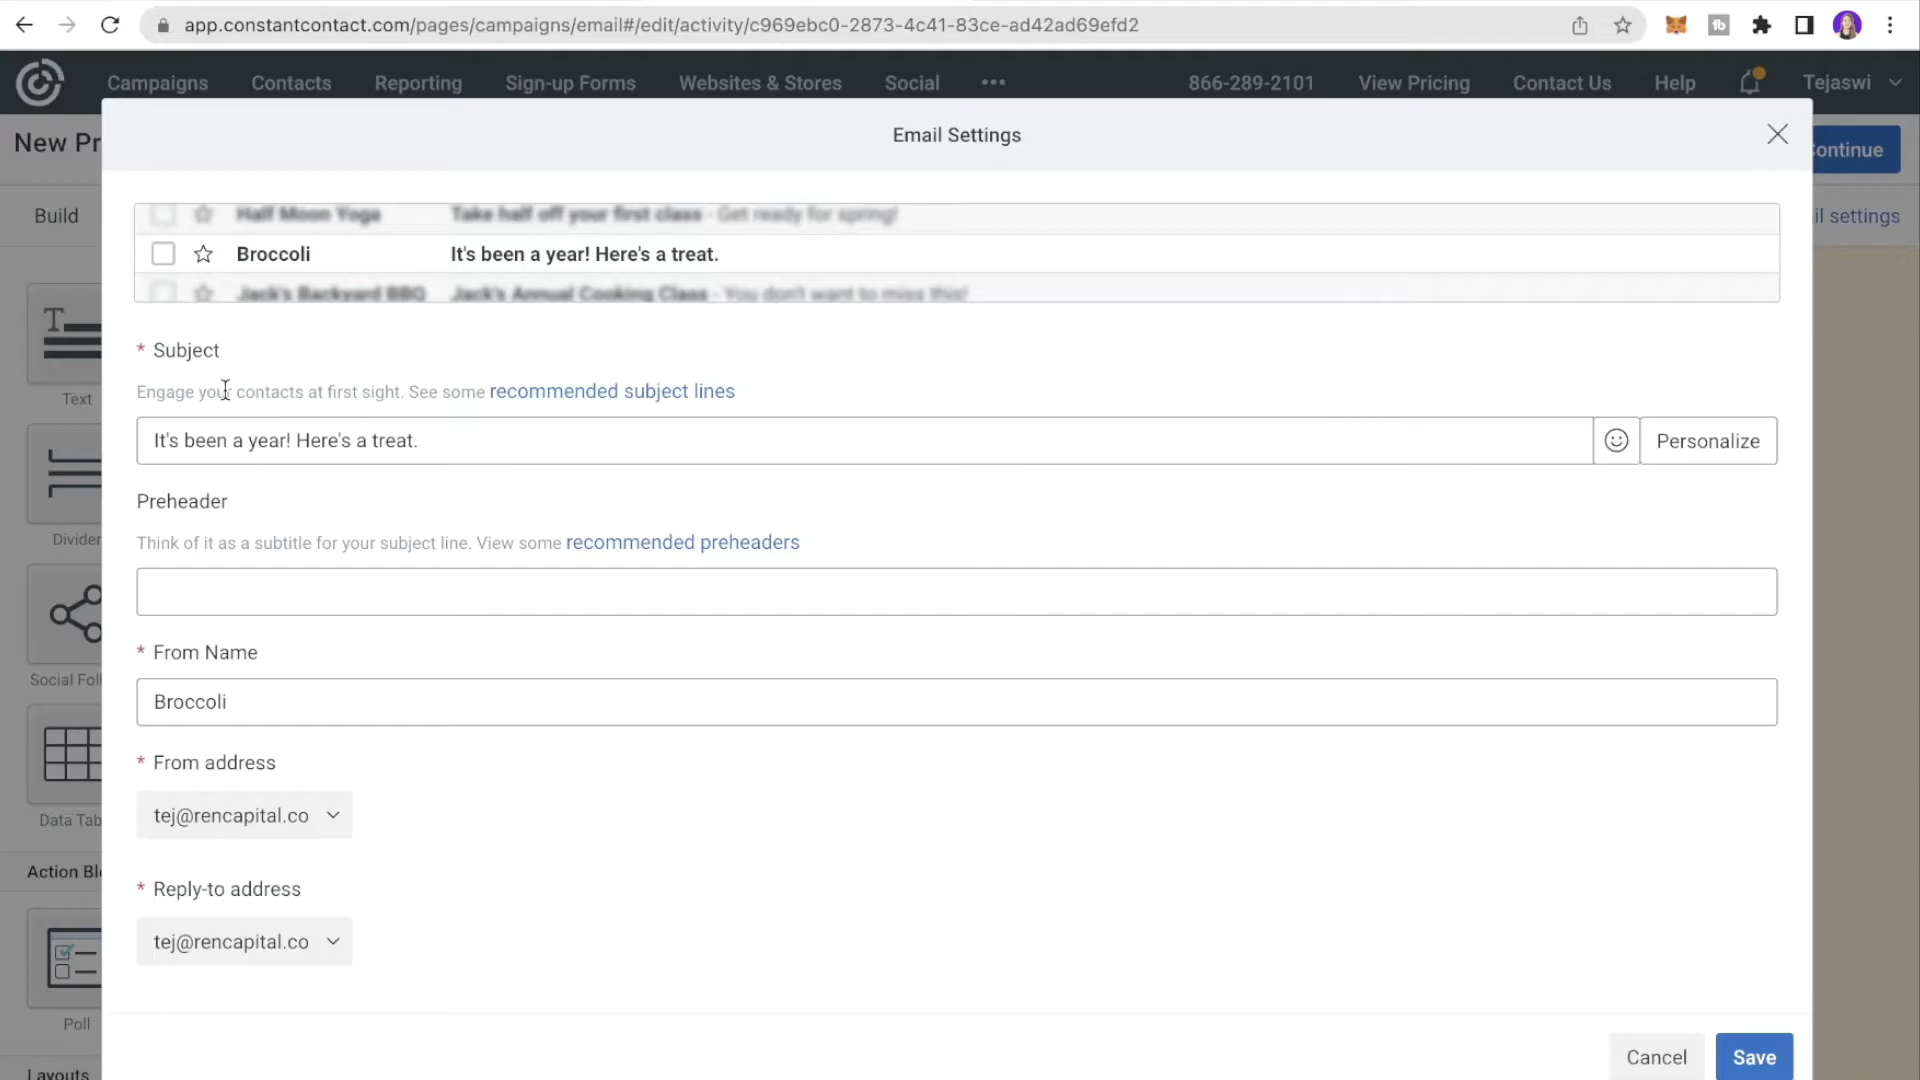 app.constantcontact.com/pages/campaigns/email#/edit/activity/c969ebc0-2873-4c41-83ce-ad42ad69efd2
Campaigns Contacts Reporting Sign-up Forms Websites & Stores Social ••• 866-289-2101 View Pricing Contact Us Help Tejaswi
New Pr
Email Settings
ontinue
Build
il settings
Half Moon Yoga Take half off your first class - Get ready for spring!
Broccoli It's been a year! Here's a treat.
Jack's Backyard BBQ Jack's Annual Cooking Class - You don't want to miss this!
* Subject
Engage your contacts at first sight. See some recommended subject lines
Text
It's been a year! Here's a treat.
Personalize
Preheader
Think of it as a subtitle for your subject line. View some recommended preheaders
Divider
* From Name
Social Foll
Broccoli
* From address
tej@rencapital.co
Data Tab
Action Blo
* Reply-to address
tej@rencapital.co
Poll
Cancel
Save
Layouts